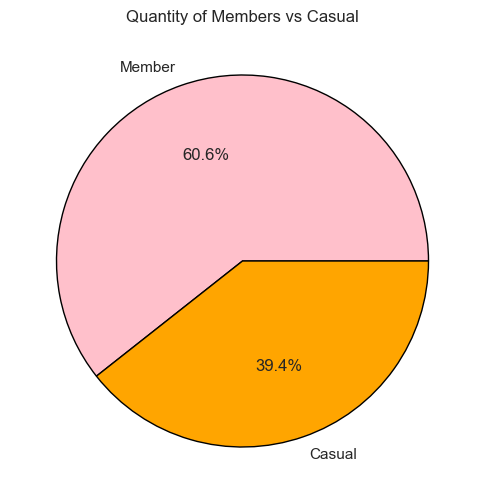 Quantity of Members vs Casual
Member
60.6%
39.4%
Casual